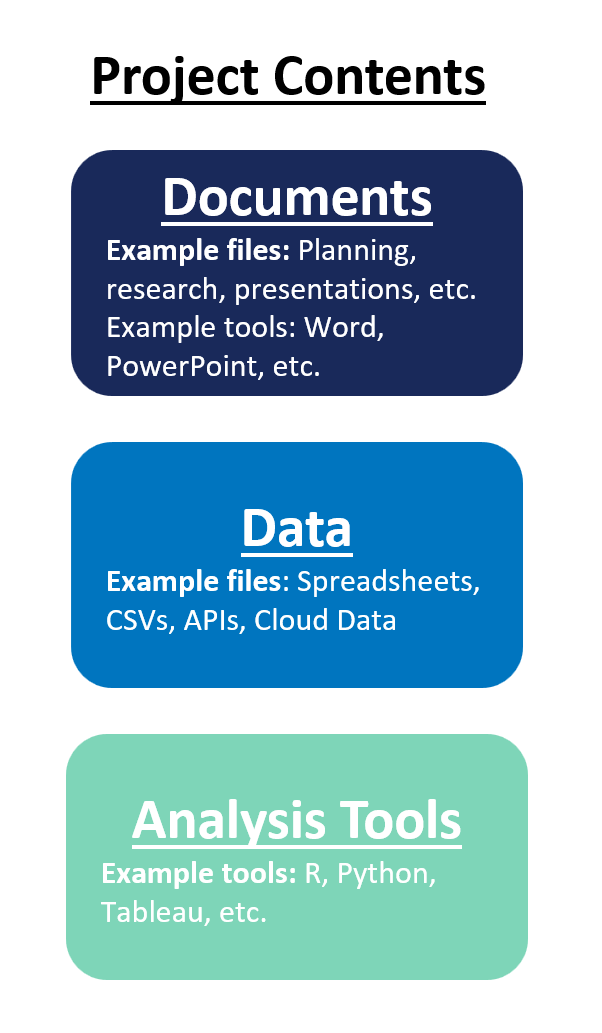 Project Contents
Documents
Example files: Planning,
research, presentations, etc.
Example tools: Word,
PowerPoint, etc.
Data
Example files: Spreadsheets,
CSVs, APIs, Cloud Data
Analysis Tools
Example tools: R, Python,
Tableau, etc.